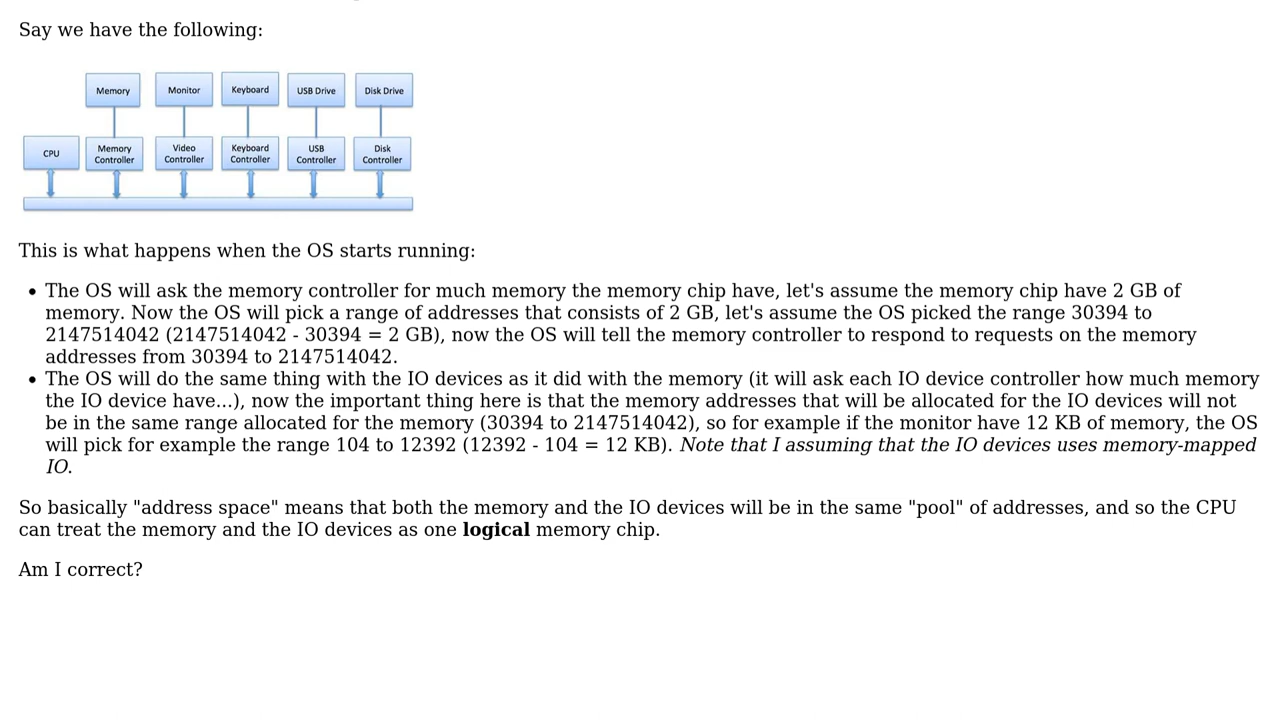 Say we have the following:
Memory
Monitor
Keyboard
USB Drive
Disk Drive
CPU
Memory
Controller
Video
Controller
Keyboard
Controller
USB
Controller
Disk
Controller
This is what happens when the OS starts running:
• The OS will ask the memory controller for much memory the memory chip have, let's assume the memory chip have 2 GB of
memory. Now the OS will pick a range of addresses that consists of 2 GB, let's assume the OS picked the range 30394 to
2147514042 (2147514042 - 30394 = 2 GB), now the OS will tell the memory controller to respond to requests on the memory
addresses from 30394 to 2147514042.
• The OS will do the same thing with the IO devices as it did with the memory (it will ask each IO device controller how much memory
the IO device have...), now the important thing here is that the memory addresses that will be allocated for the IO devices will not
be in the same range allocated for the memory (30394 to 2147514042), so for example if the monitor have 12 KB of memory, the OS
will pick for example the range 104 to 12392 (12392 - 104 = 12 KB). Note that I assuming that the IO devices uses memory-mapped
IO.
So basically "address space" means that both the memory and the IO devices will be in the same "pool" of addresses, and so the CPU
can treat the memory and the IO devices as one logical memory chip.
Am I correct?